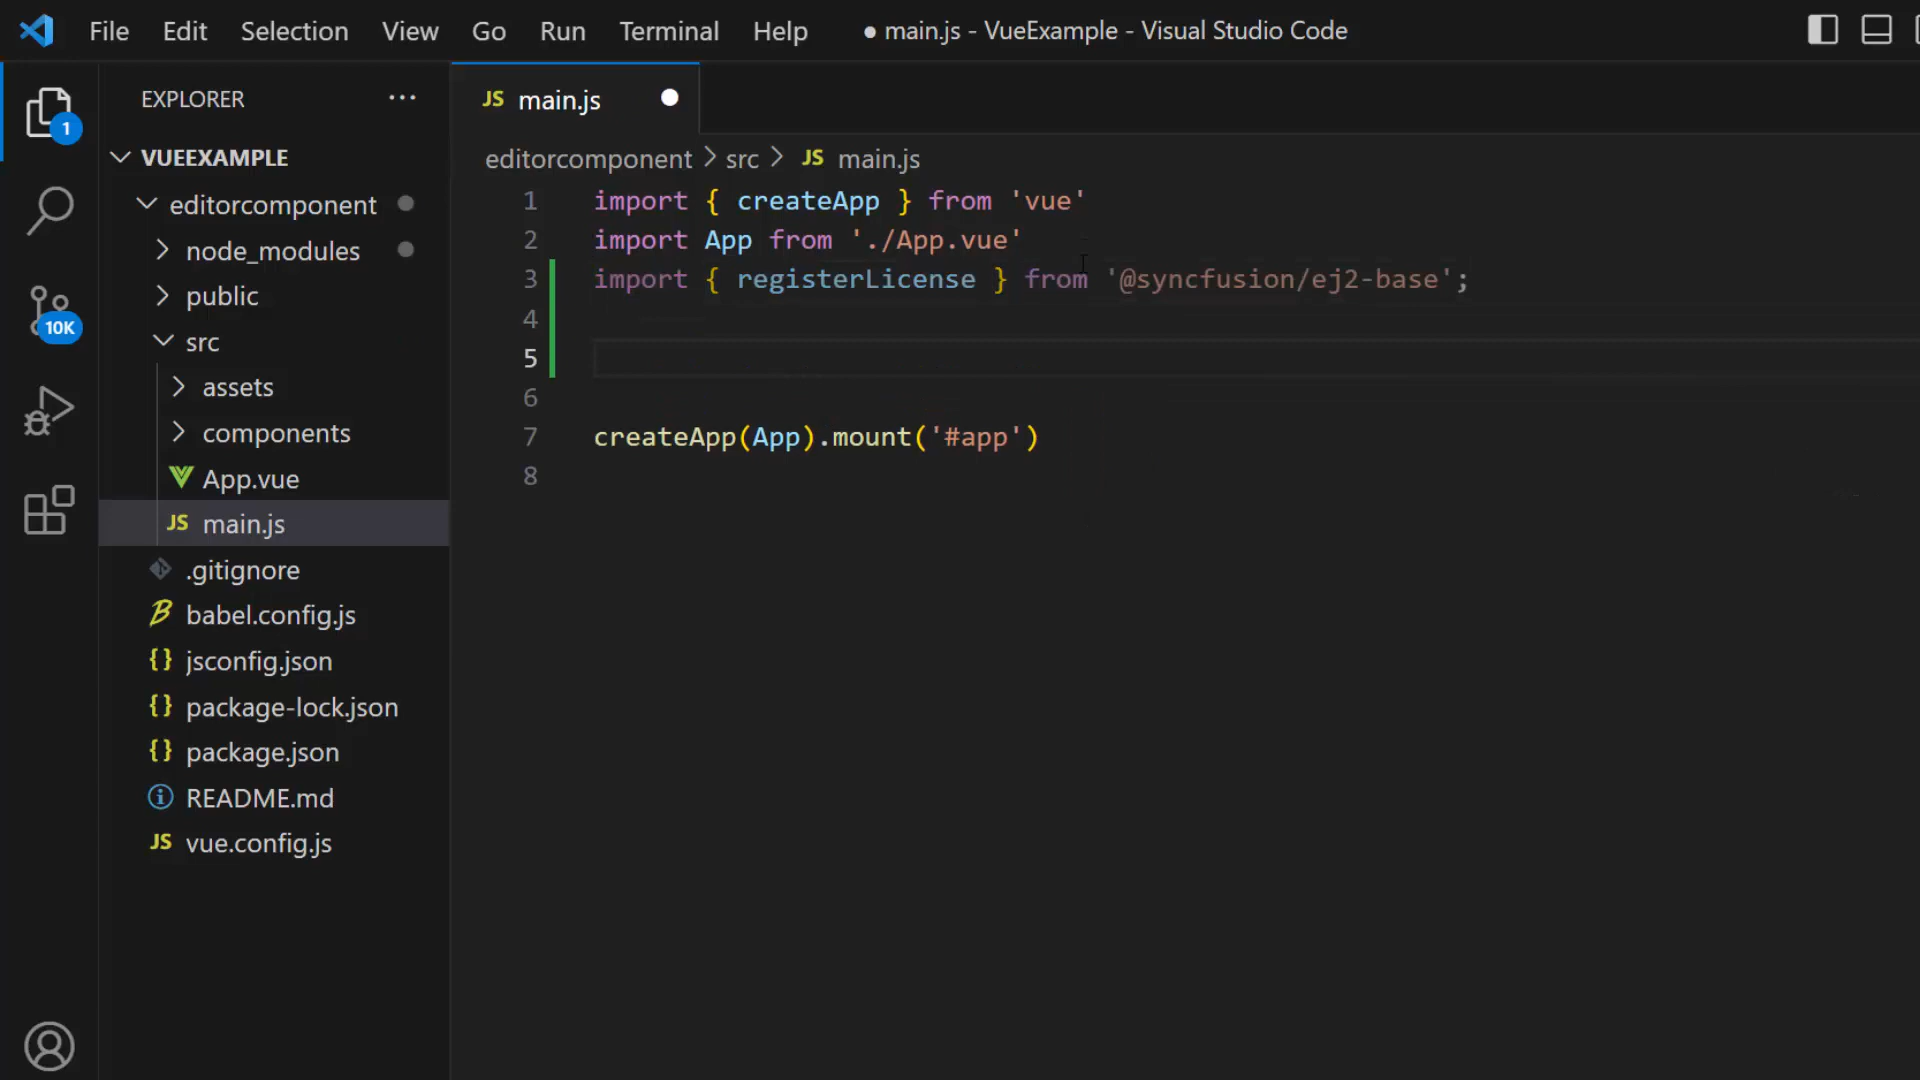 File Edit Selection View Go Run Terminal Help ● main.js - VueExample - Visual Studio Code
EXPLORER ···
JS main.js
1
VUEEXAMPLE
editorcomponent > src > JS main.js
editorcomponent
node_modules
public
10K
src
assets
components
App.vue
JS main.js
.gitignore
babel.config.js
{} jsconfig.json
{} package-lock.json
{} package.json
README.md
JS vue.config.js
1 import { createApp } from 'vue'
2 import App from './App.vue'
3 import { registerLicense } from '@syncfusion/ej2-base';
4
5
6
7 createApp(App).mount('#app')
8